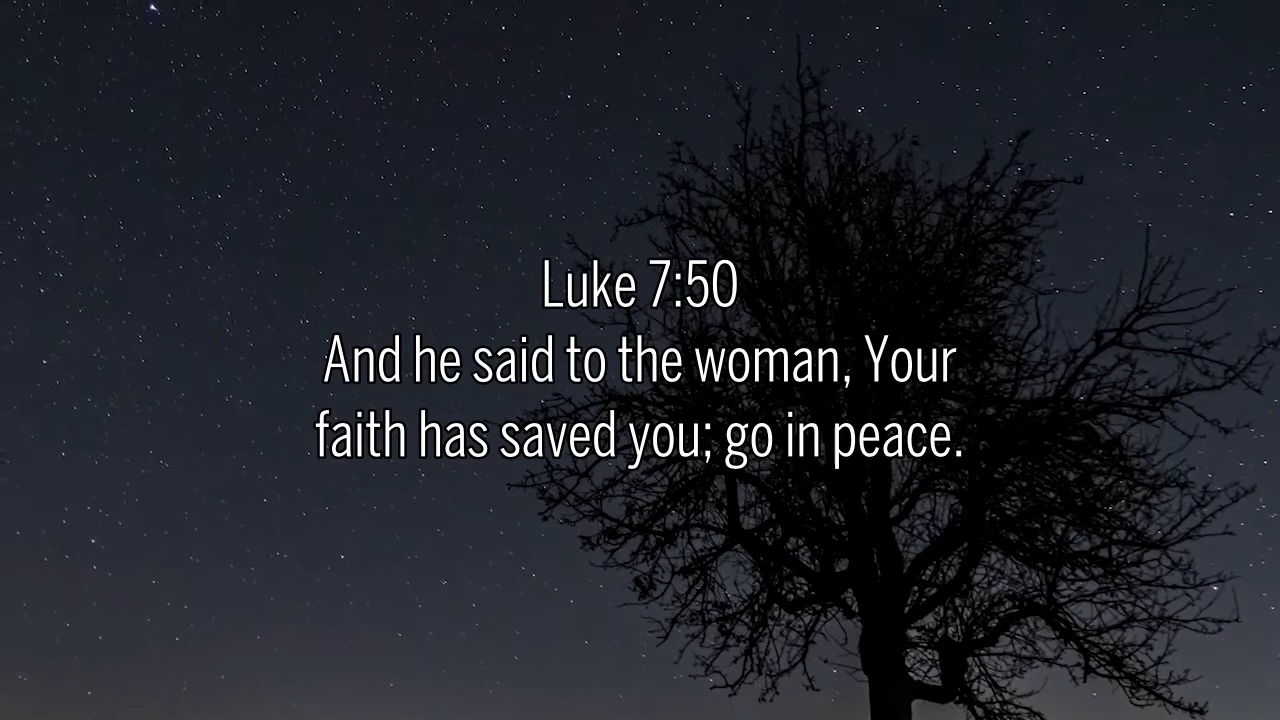 Luke 7:50
And he said to the woman, Your
faith has saved you; go in peace.